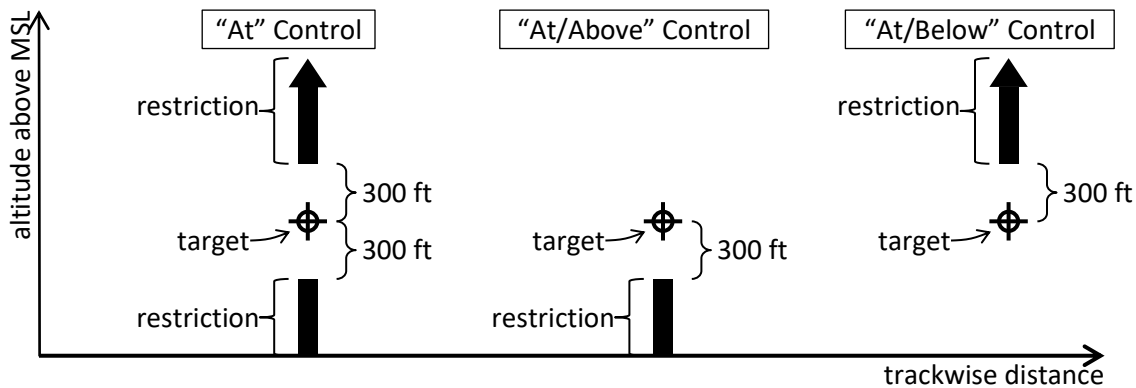 “At” Control
“At/Above” Control
“At/Below” Control
altitude above MSL
restriction
restriction
300 ft
300 ft
target
300 ft
target
300 ft
target
restriction
restriction
trackwise distance